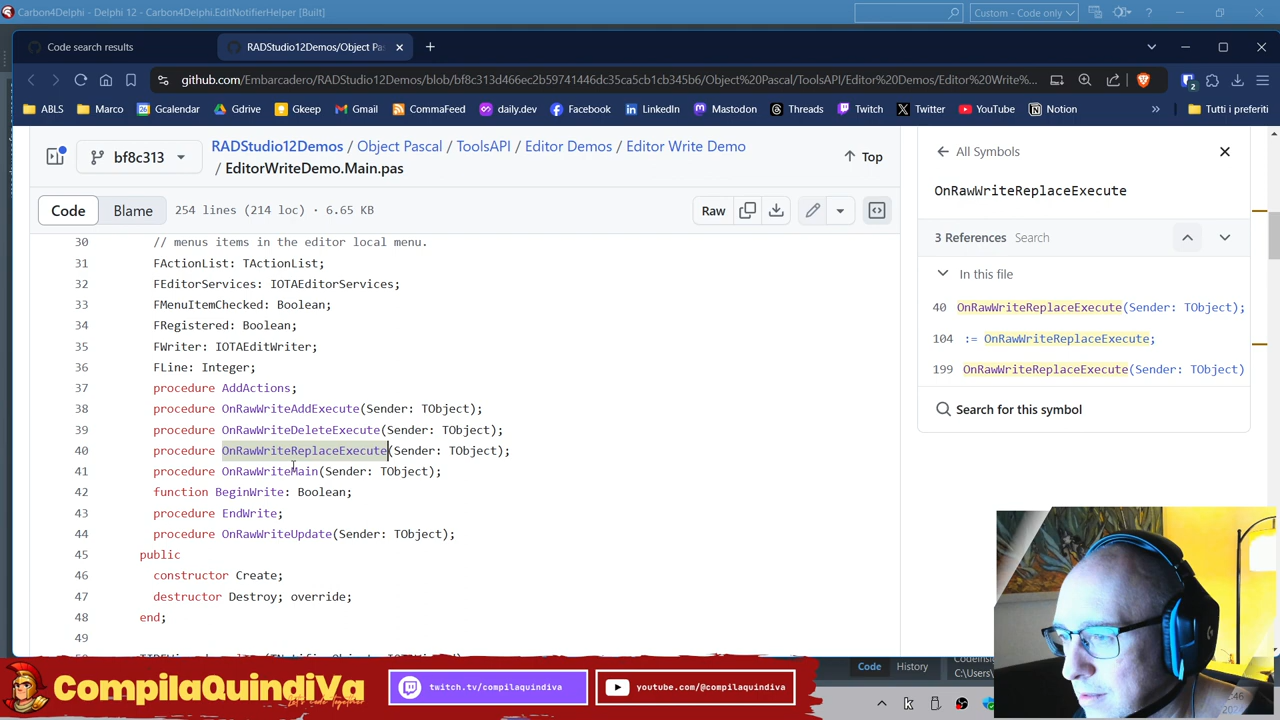 Carbon4Delphi - Delphi 12 - Carbon4Delphi.EditNotifierHelper [Built]
Custom - Code only
Code search results
RADStudio12Demos/Object Pa
github.com/Embarcadero/RADStudio12Demos/blob/bf8c313d466ec2b59741446dc35ca5cb1cb345b6/Object%20Pascal/ToolsAPI/Editor%20Demos/Editor%20Write%...
ABLS
Marco
Gcalendar
Gdrive
Gkeep
Gmail
CommaFeed
daily.dev
Facebook
LinkedIn
Mastodon
Threads
Twitch
Twitter
YouTube
Notion
»
Tutti i preferiti
bf8c313
RADStudio12Demos / Object Pascal / ToolsAPI / Editor Demos / Editor Write Demo
/ EditorWriteDemo.Main.pas
Top
Code
Blame
254 lines (214 loc) · 6.65 KB
Raw
30 // menus items in the editor local menu.
31 FActionList: TActionList;
32 FEditorServices: IOTAEditorServices;
33 FMenuItemChecked: Boolean;
34 FRegistered: Boolean;
35 FWriter: IOTAEditWriter;
36 FLine: Integer;
37 procedure AddActions;
38 procedure OnRawWriteAddExecute(Sender: TObject);
39 procedure OnRawWriteDeleteExecute(Sender: TObject);
40 procedure OnRawWriteReplaceExecute(Sender: TObject);
41 procedure OnRawWriteMain(Sender: TObject);
42 function BeginWrite: Boolean;
43 procedure EndWrite;
44 procedure OnRawWriteUpdate(Sender: TObject);
45 public
46 constructor Create;
47 destructor Destroy; override;
48 end;
49
All Symbols
OnRawWriteReplaceExecute
3 References Search
In this file
40 OnRawWriteReplaceExecute(Sender: TObject);
104 := OnRawWriteReplaceExecute;
199 OnRawWriteReplaceExecute(Sender: TObject)
Search for this symbol
CompilaQuindiVa
Let's Code Together
twitch.tv/compilaquindiva
youtube.com/@compilaquindiva
Code
History
C:\Users\